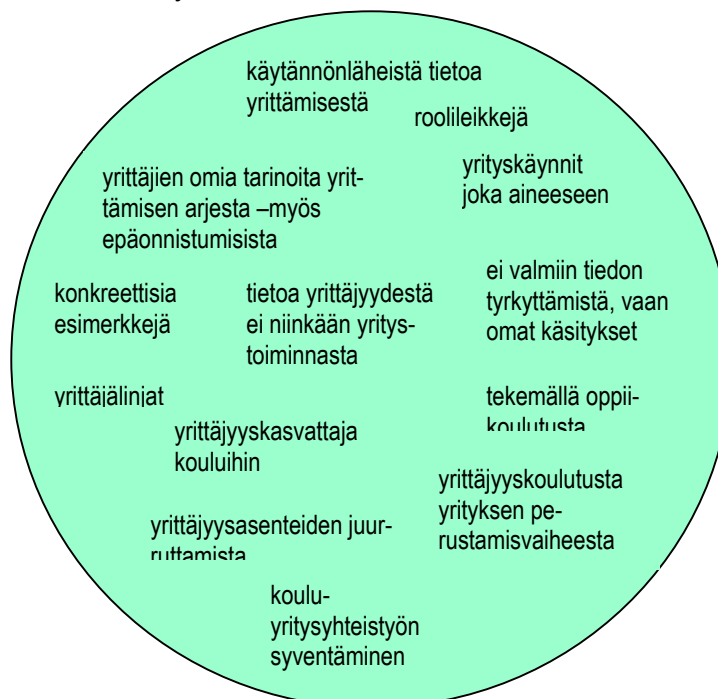 käytännönläheistä tietoa
yrittämisestä
roolileikkejä
yrityskäynnit
joka aineeseen
yrittäjien omia tarinoita yrit-
tämisen arjesta –myös
epäonnistumisista
ei valmiin tiedon
tyrkyttämistä, vaan
omat käsitykset
konkreettisia
esimerkkejä
tietoa yrittäjyydestä
ei niinkään yritys-
toiminnasta
yrittäjälinjat
tekemällä oppii-
koulutusta
yrittäjyyskasvattaja
kouluihin
yrittäjyyskoulutusta
yrityksen pe-
rustamisvaiheesta
yrittäjyysasenteiden juur-
ruttamista
koulu-
yritysyhteistyön
syventäminen